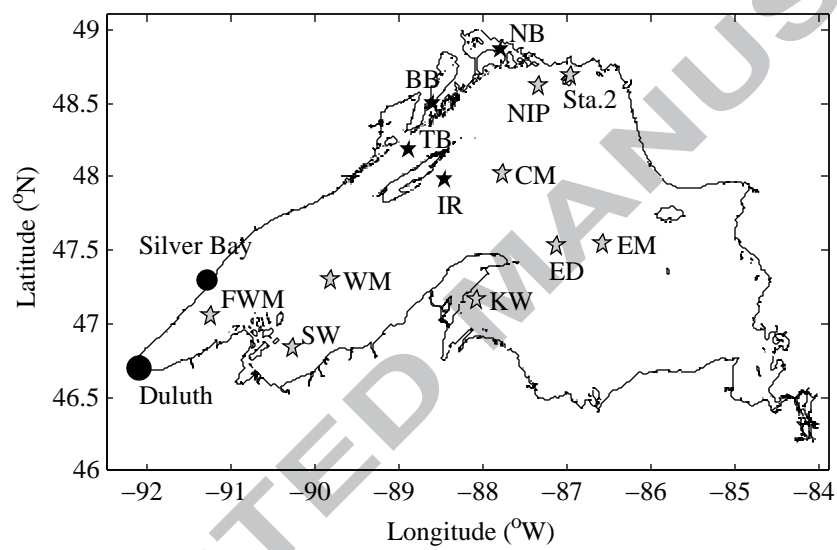 49
48.5
48
47.5
47
46.5
46
Latitude (°N)
NB
BB
NIP
Sta.2
TB
CM
IR
Silver Bay
EM
ED
WM
FWM
KW
SW
Duluth
−92
−91
−90
−89
−88
−87
−86
−85
−84
Longitude (°W)
TED MANUS